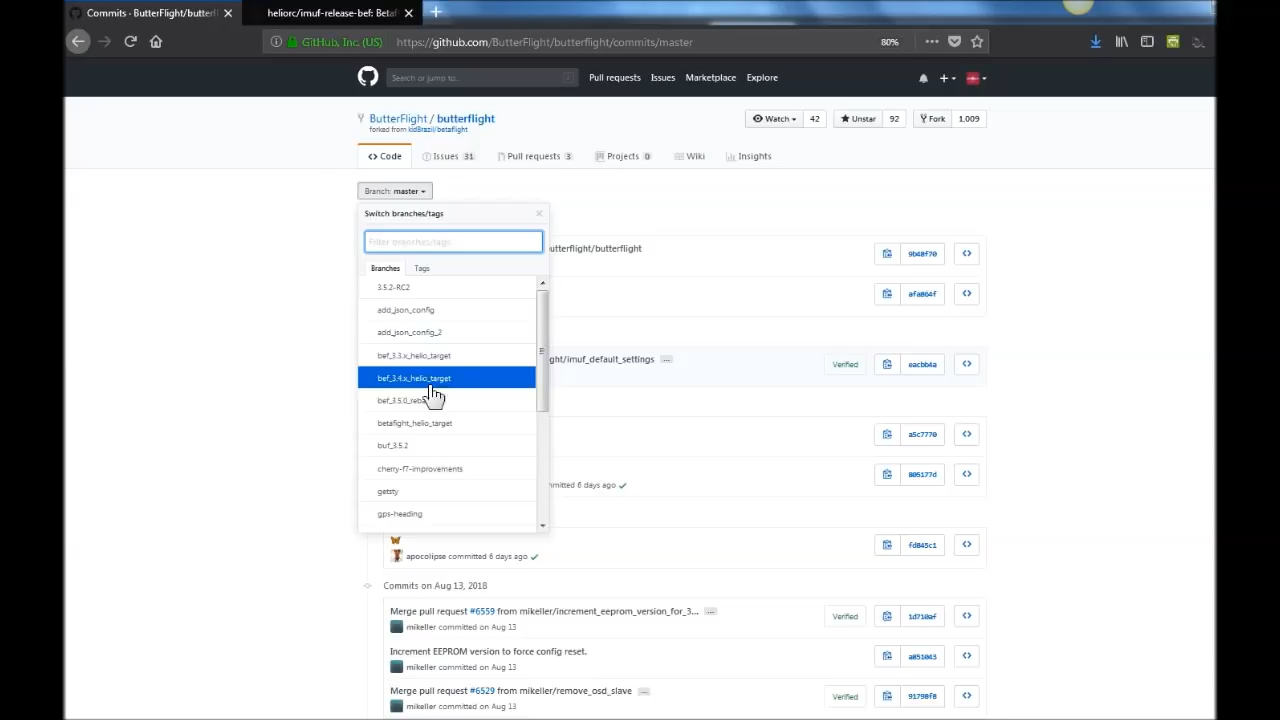 Commits · ButterFlight/butterfl
heliorc/imuf-release-bef: Betaf
GitHub, Inc. (US)
https://github.com/ButterFlight/butterflight/commits/master
80%
Search or jump to...
Pull requests
Issues
Marketplace
Explore
ButterFlight / butterflight
forked from kidBrazil/betaflight
Watch
42
Unstar
92
Fork
1,009
Code
Issues 31
Pull requests 3
Projects 0
Wiki
Insights
Branch: master
Switch branches/tags
Filter branches/tags
Branches
Tags
3.5.2-RC2
add_json_config
add_json_config_2
bef_3.3.x_helio_target
bef_3.4.x_helio_target
bef_3.5.0_reba
betaflight_helio_target
buf_3.5.2
cherry-f7-improvements
getsty
gps-heading
utterflight/butterflight
9b48f70
afa864f
ght/imuf_default_settings
Verified
eacbb4a
a5c7770
mmitted 6 days ago
805177d
apocolipse committed 6 days ago
fd845c1
Commits on Aug 13, 2018
Merge pull request #6559 from mikeller/increment_eeprom_version_for_3...
mikeller committed on Aug 13
Verified
1d710af
Increment EEPROM version to force config reset.
mikeller committed on Aug 13
a851043
Merge pull request #6529 from mikeller/remove_osd_slave
mikeller committed on Aug 13
Verified
91790f8